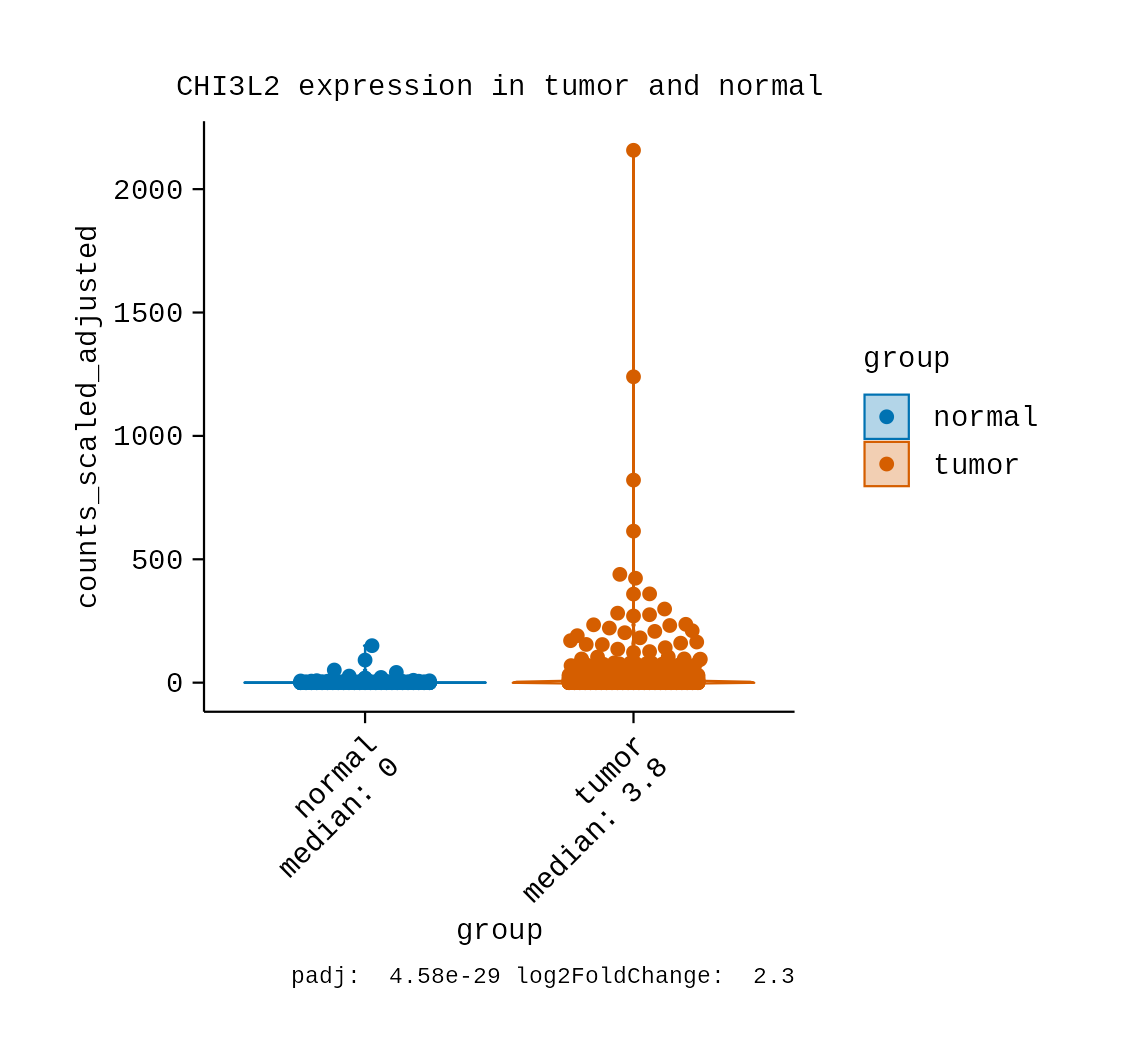 CHI3L2 expression in tumor and normal
counts_scaled_adjusted
2000
1500
1000
500
0
normal
median: 0
tumor
median: 3.8
group
padj:  4.58e-29 log2FoldChange:  2.3
group
normal
tumor